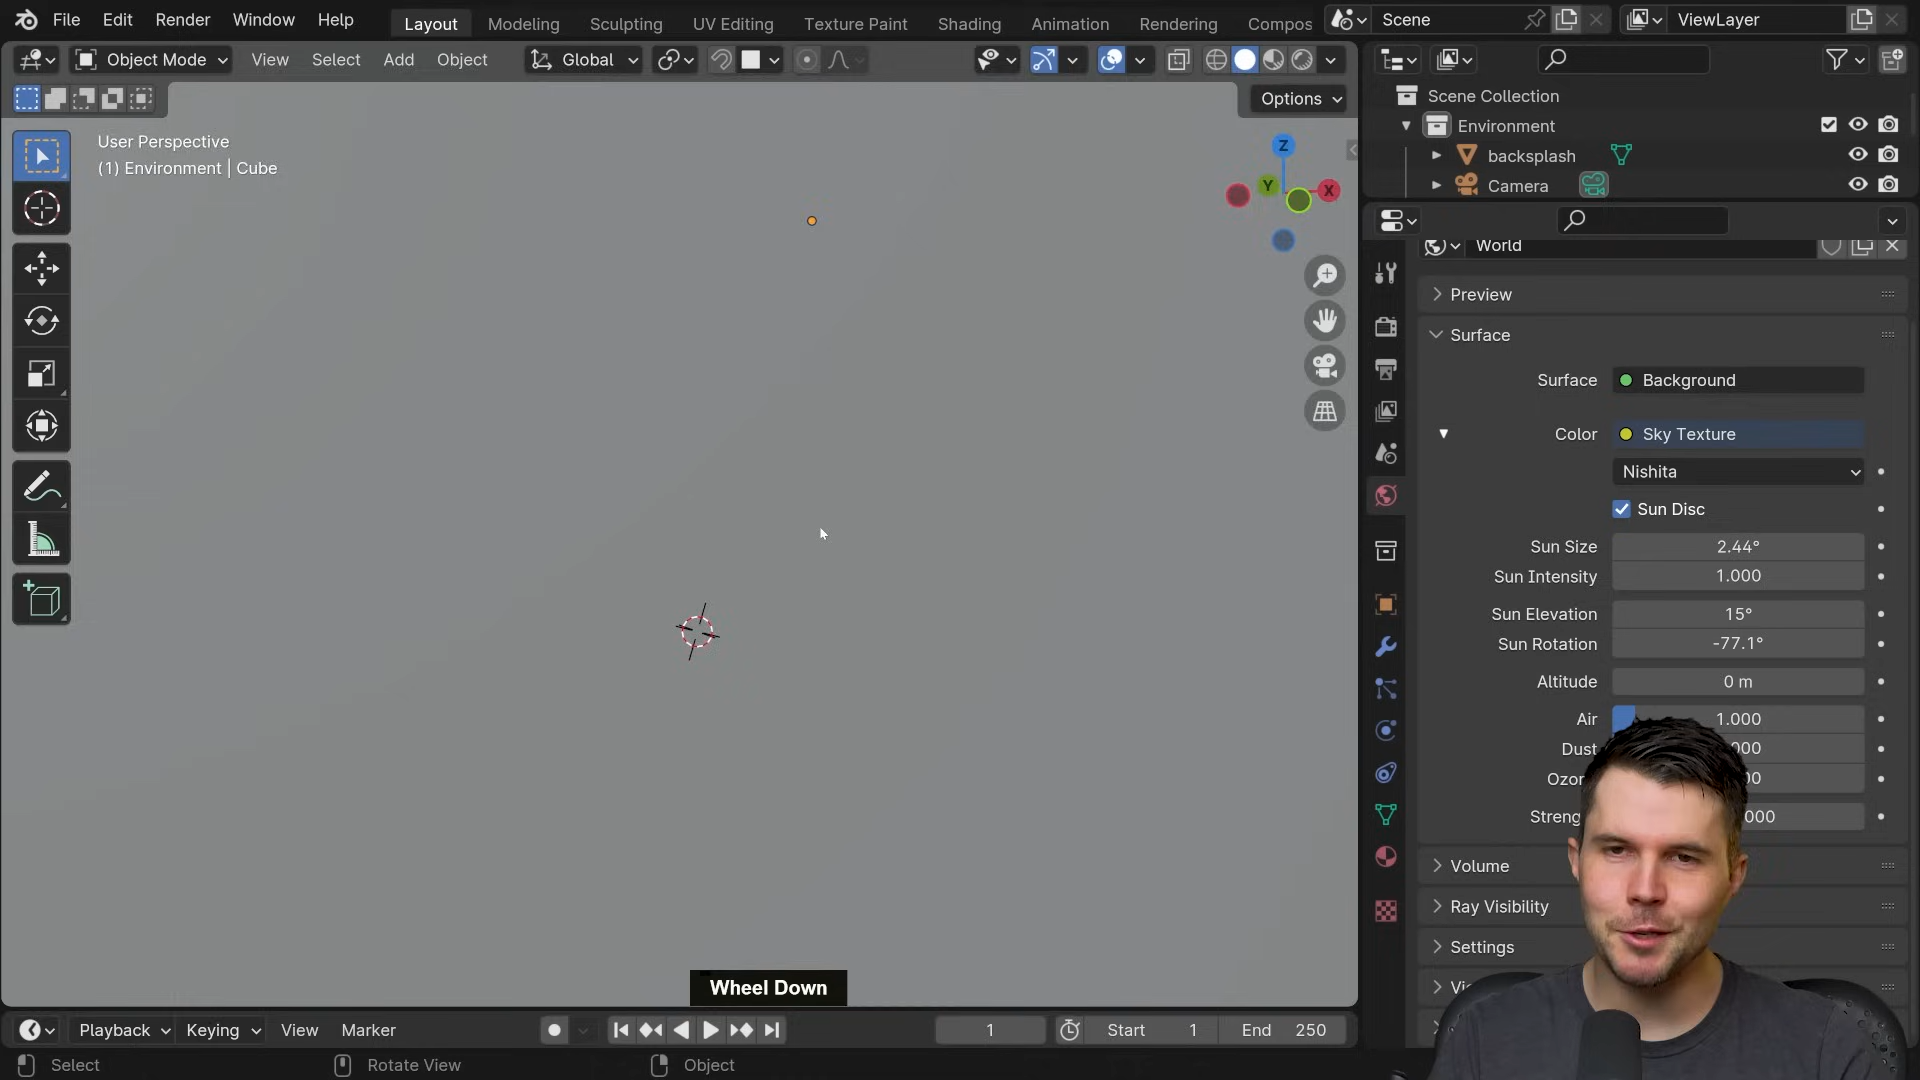 File Edit Render Window Help
Layout Modeling Sculpting UV Editing Texture Paint Shading Animation Rendering Compos
Scene
ViewLayer
Object Mode View Select Add Object
Global
Options
User Perspective
(1) Environment | Cube
Z
Y
X
Scene Collection
Environment
backsplash
Camera
World
Preview
Surface
Surface Background
Color Sky Texture
Nishita
Sun Disc
Sun Size 2.44°
Sun Intensity 1.000
Sun Elevation 15°
Sun Rotation -77.1°
Altitude 0 m
Air 1.000
Dust 000
Ozon 00
Streng 000
Volume
Ray Visibility
Settings
Wheel Down
Playback Keying View Marker
1
Start 1
End 250
Select Rotate View Object